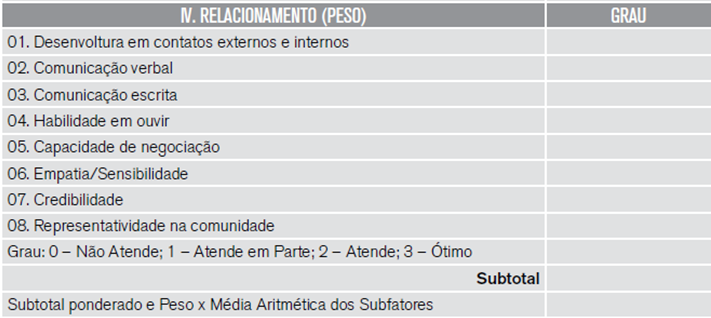 IV. RELACIONAMENTO (PESO) GRAU
01. Desenvoltura em contatos externos e internos
02. Comunicação verbal
03. Comunicação escrita
04. Habilidade em ouvir
05. Capacidade de negociação
06. Empatia/Sensibilidade
07. Credibilidade
08. Representatividade na comunidade
Grau: 0 – Não Atende; 1 – Atende em Parte; 2 – Atende; 3 – Ótimo
Subtotal
Subtotal ponderado e Peso x Média Aritmética dos Subfatores